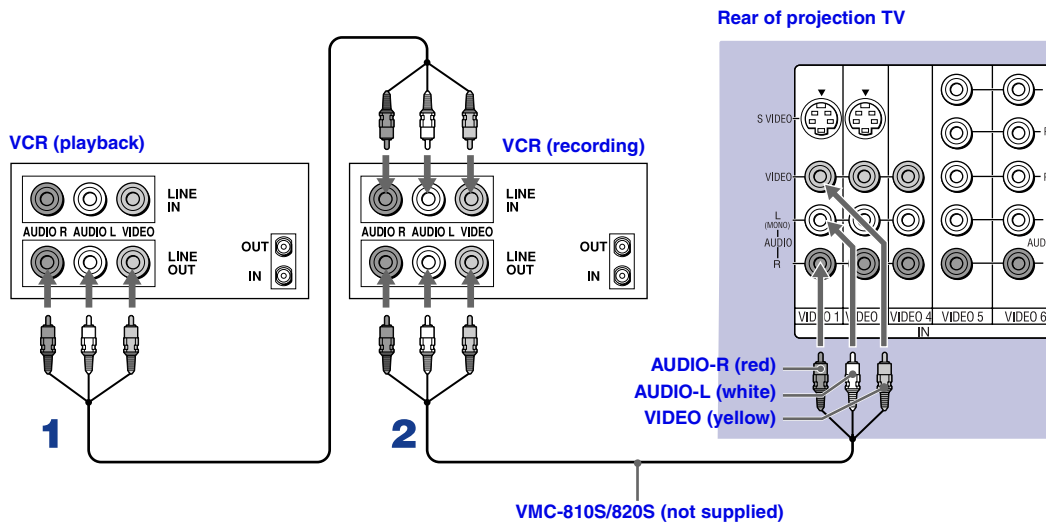 Rear of projection TV
VCR (playback)
LINE IN
AUDIO R AUDIO L VIDEO
LINE OUT
OUT
IN
1
VCR (recording)
LINE IN
AUDIO R AUDIO L VIDEO
LINE OUT
OUT
IN
2
S VIDEO
VIDEO
L
(MONO)
AUDIO
R
AUD
VIDEO 1 VIDEO VIDEO 4 VIDEO 5 VIDEO 6
IN
AUDIO-R (red)
AUDIO-L (white)
VIDEO (yellow)
VMC-810S/820S (not supplied)